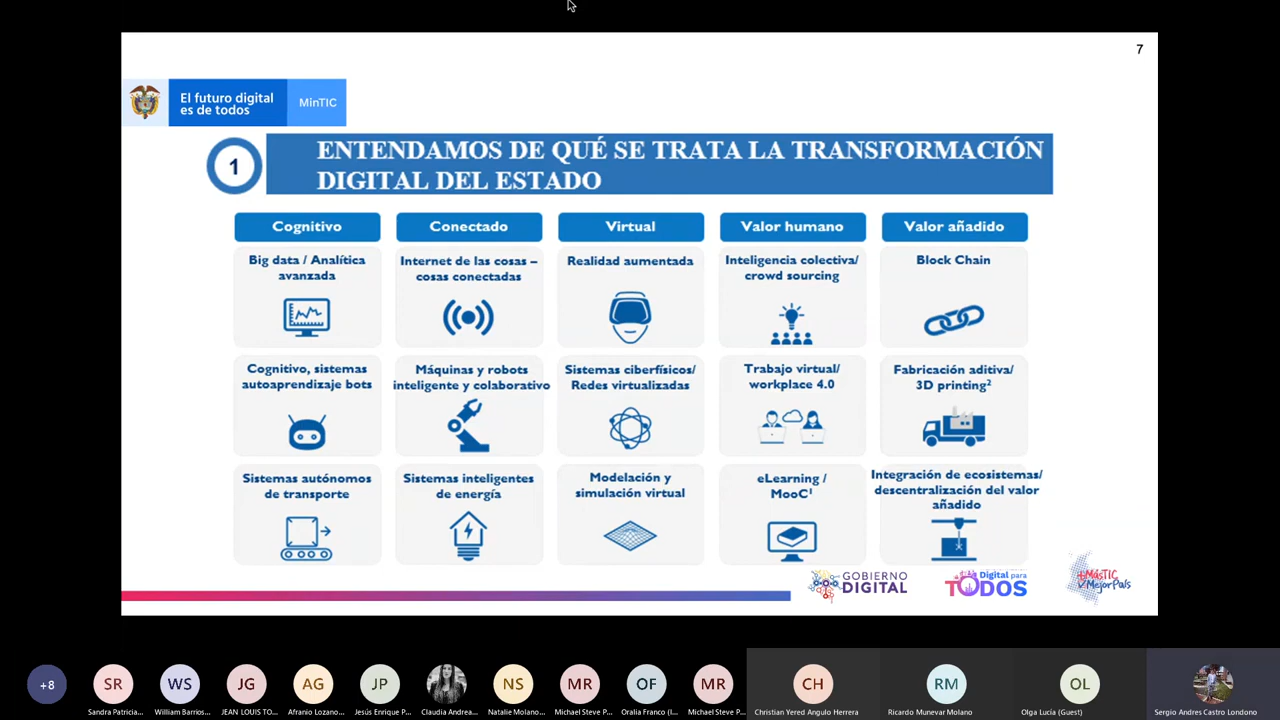 7
El futuro digital
es de todos
MinTIC
1
ENTENDAMOS DE QUÉ SE TRATA LA TRANSFORMACIÓN
DIGITAL DEL ESTADO
Cognitivo
Conectado
Virtual
Valor humano
Valor añadido
Big data / Analítica
avanzada
Internet de las cosas –
cosas conectadas
Realidad aumentada
Inteligencia colectiva/
crowd sourcing
Block Chain
Cognitivo, sistemas
autoaprendizaje bots
Máquinas y robots
inteligente y colaborativo
Sistemas ciberfísicos/
Redes virtualizadas
Trabajo virtual/
workplace 4.0
Fabricación aditiva/
3D printing²
Sistemas autónomos
de transporte
Sistemas inteligentes
de energía
Modelación y
simulación virtual
eLearning /
MooC¹
Integración de ecosistemas/
descentralización del valor
añadido
GOBIERNO
DIGITAL
Digital para
TODOS
#MásTIC
MejorPaís
+8
SR
WS
JG
AG
JP
NS
MR
OF
MR
CH
RM
OL
Sandra Patricia...
William Barrios...
JEAN LOUIS TO...
Afranio Lozano...
Jesús Enrique P...
Claudia Andrea...
Natalie Molano...
Michael Steve P...
Oralia Franco (I...
Michael Steve P...
Christian Yered Angulo Herrera
Ricardo Munevar Molano
Olga Lucía (Guest)
Sergio Andres Castro Londono